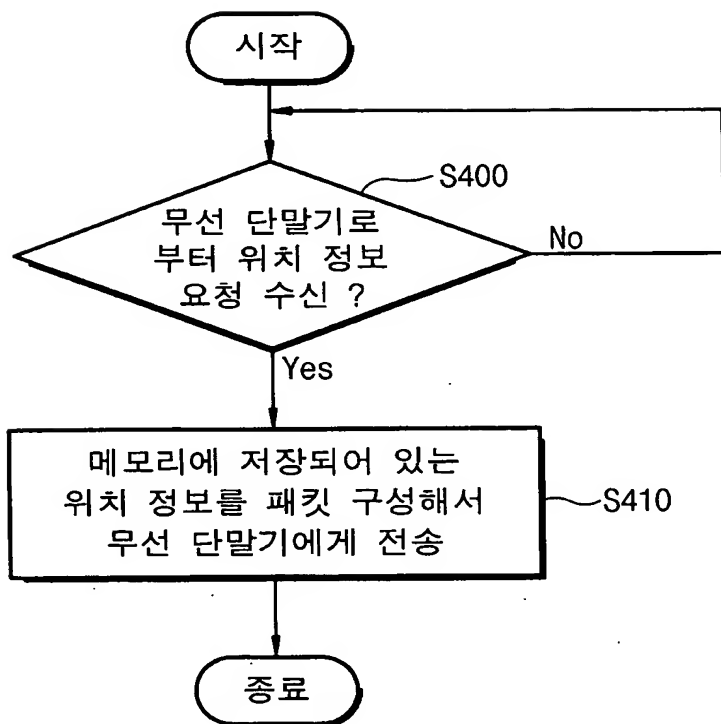 시작
S400
무선 단말기로
부터 위치 정보
요청 수신 ?
No
Yes
메모리에 저장되어 있는
위치 정보를 패킷 구성해서
무선 단말기에게 전송
S410
종료